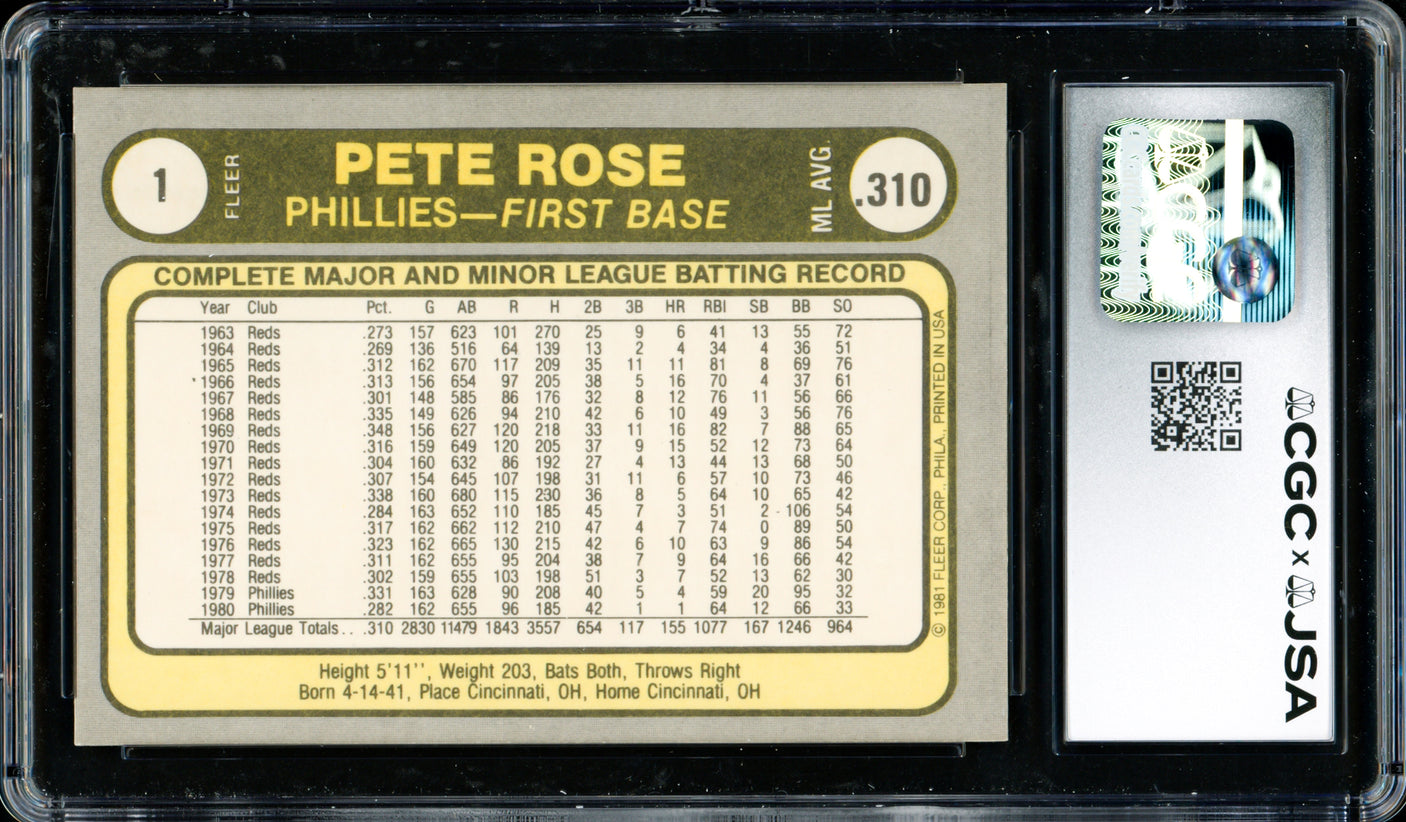 1 FLEER PETE ROSE ML AVG. .310
PHILLIES—FIRST BASE
COMPLETE MAJOR AND MINOR LEAGUE BATTING RECORD
Year Club Pct. G AB R H 2B 3B HR RBI SB BB SO
1963 Reds .273 157 623 101 270 25 9 6 41 13 55 72
1964 Reds .269 136 516 64 139 13 2 4 34 4 36 51
1965 Reds .312 162 670 117 209 35 11 11 81 8 69 76
1966 Reds .313 156 654 97 205 38 5 16 70 4 37 61
1967 Reds .301 148 585 86 176 32 8 12 76 11 56 66
1968 Reds .335 149 626 94 210 42 6 10 49 3 56 76
1969 Reds .348 156 627 120 218 33 11 16 82 7 88 65
1970 Reds .316 159 649 120 205 37 9 15 52 12 73 64
1971 Reds .304 160 632 86 192 27 4 13 44 13 68 50
1972 Reds .307 154 645 107 198 31 11 6 57 10 73 46
1973 Reds .338 160 680 115 230 36 8 5 64 10 65 42
1974 Reds .284 163 652 110 185 45 7 3 51 2 106 54
1975 Reds .317 162 662 112 210 47 4 7 74 0 89 50
1976 Reds .323 162 665 130 215 42 6 10 63 9 86 54
1977 Reds .311 162 655 95 204 38 7 9 64 16 66 42
1978 Reds .302 159 655 103 198 51 3 7 52 13 62 30
1979 Phillies .331 163 628 90 208 40 5 4 59 20 95 32
1980 Phillies .282 162 655 96 185 42 1 1 64 12 66 33
Major League Totals.. .310 2830 11479 1843 3557 654 117 155 1077 167 1246 964
Height 5'11'', Weight 203, Bats Both, Throws Right
Born 4-14-41, Place Cincinnati, OH, Home Cincinnati, OH
© 1981 FLEER CORP., PHILA., PRINTED IN USA
CGC x JSA